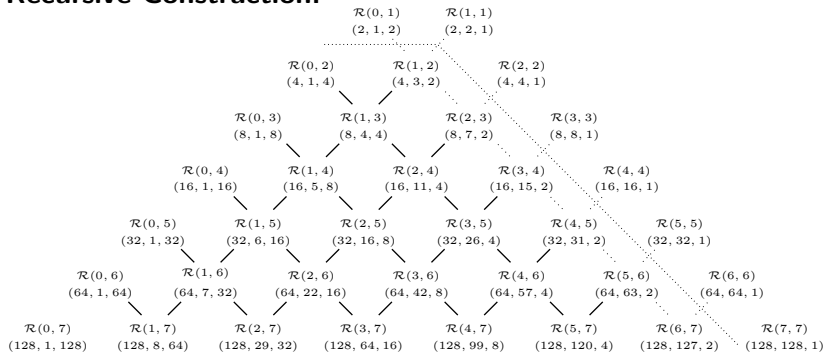 Recursive Construction:
R(0, 1) R(1, 1)
(2, 1, 2) (2, 2, 1)
R(0, 2) R(1, 2) R(2, 2)
(4, 1, 4) (4, 3, 2) (4, 4, 1)
R(0, 3) R(1, 3) R(2, 3) R(3, 3)
(8, 1, 8) (8, 4, 4) (8, 7, 2) (8, 8, 1)
R(0, 4) R(1, 4) R(2, 4) R(3, 4) R(4, 4)
(16, 1, 16) (16, 5, 8) (16, 11, 4) (16, 15, 2) (16, 16, 1)
R(0, 5) R(1, 5) R(2, 5) R(3, 5) R(4, 5) R(5, 5)
(32, 1, 32) (32, 6, 16) (32, 16, 8) (32, 26, 4) (32, 31, 2) (32, 32, 1)
R(0, 6) R(1, 6) R(2, 6) R(3, 6) R(4, 6) R(5, 6) R(6, 6)
(64, 1, 64) (64, 7, 32) (64, 22, 16) (64, 42, 8) (64, 57, 4) (64, 63, 2) (64, 64, 1)
R(0, 7) R(1, 7) R(2, 7) R(3, 7) R(4, 7) R(5, 7) R(6, 7) R(7, 7)
(128, 1, 128) (128, 8, 64) (128, 29, 32) (128, 64, 16) (128, 99, 8) (128, 120, 4) (128, 127, 2) (128, 128, 1)